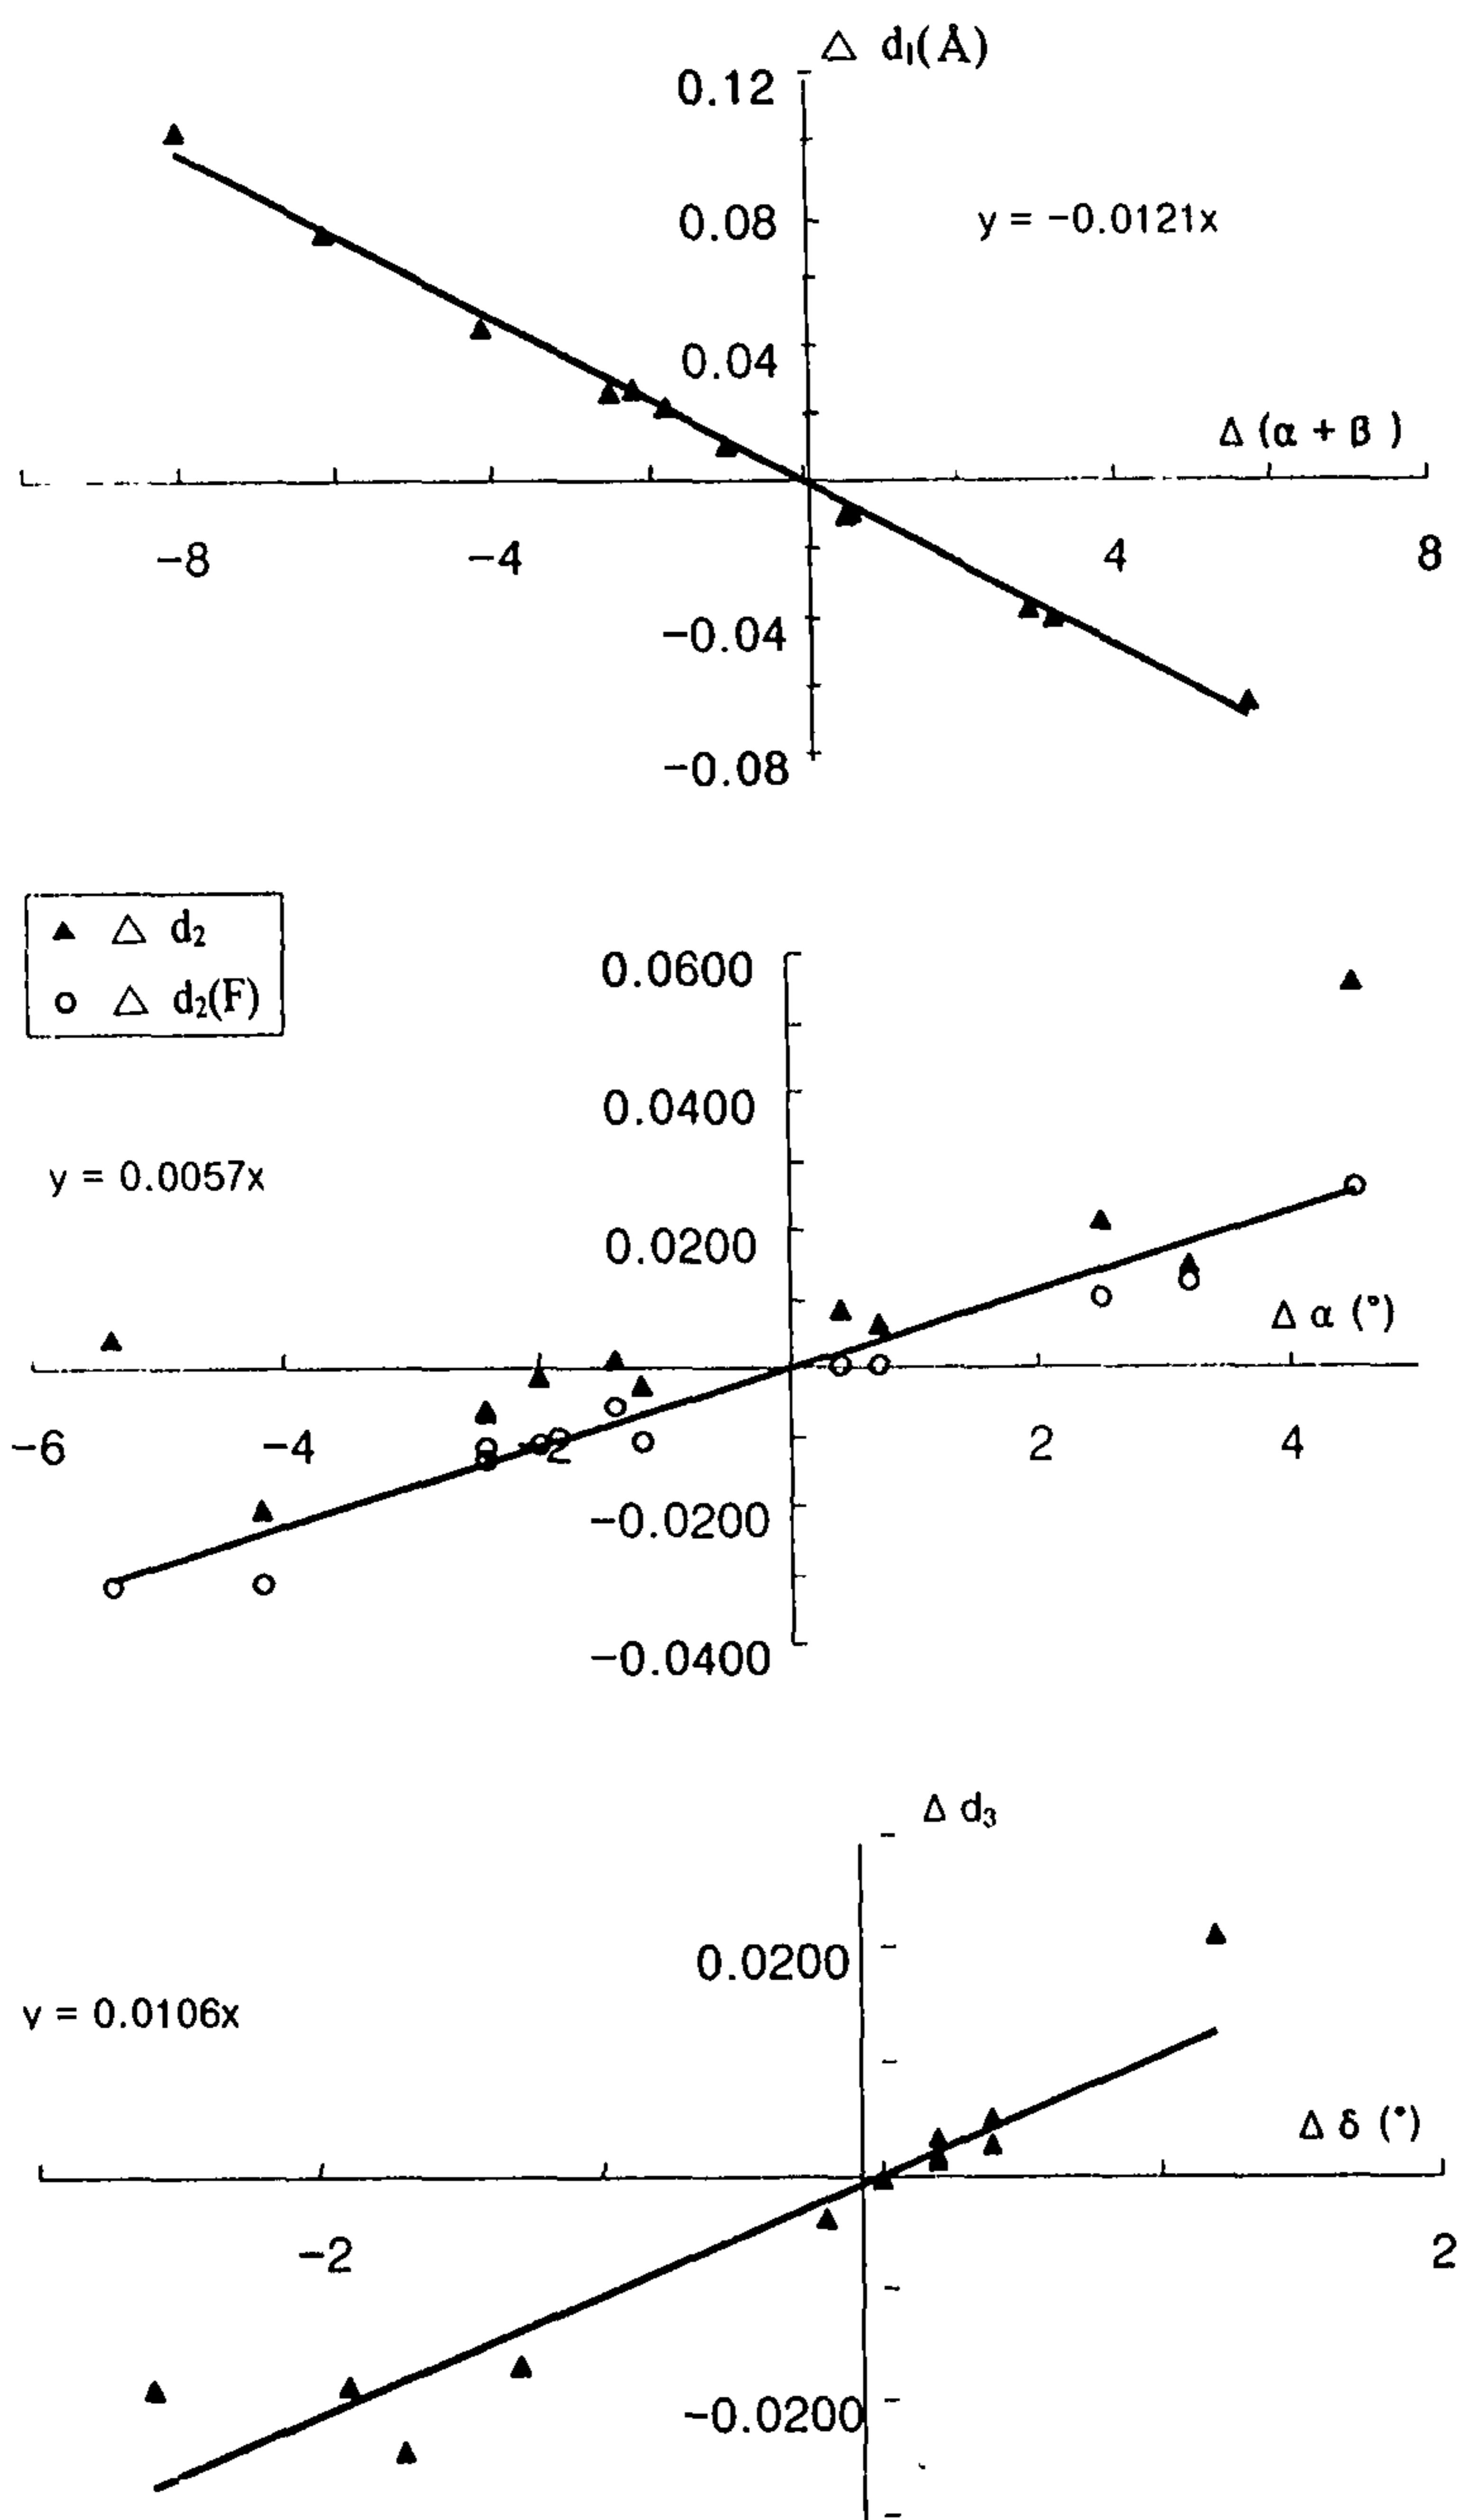 △ d₁(Å)
0.12
0.08
y = −0.0121x
0.04
Δ (α + β )
−8 −4 4 8
−0.04
−0.08
▲ △ d₂
○ △ d₂(F)
0.0600
0.0400
y = 0.0057x
0.0200
Δ α (°)
−6 −4 −2 2 4
−0.0200
−0.0400
Δ d₃
0.0200
y = 0.0106x
Δ δ (°)
−2 2
−0.0200